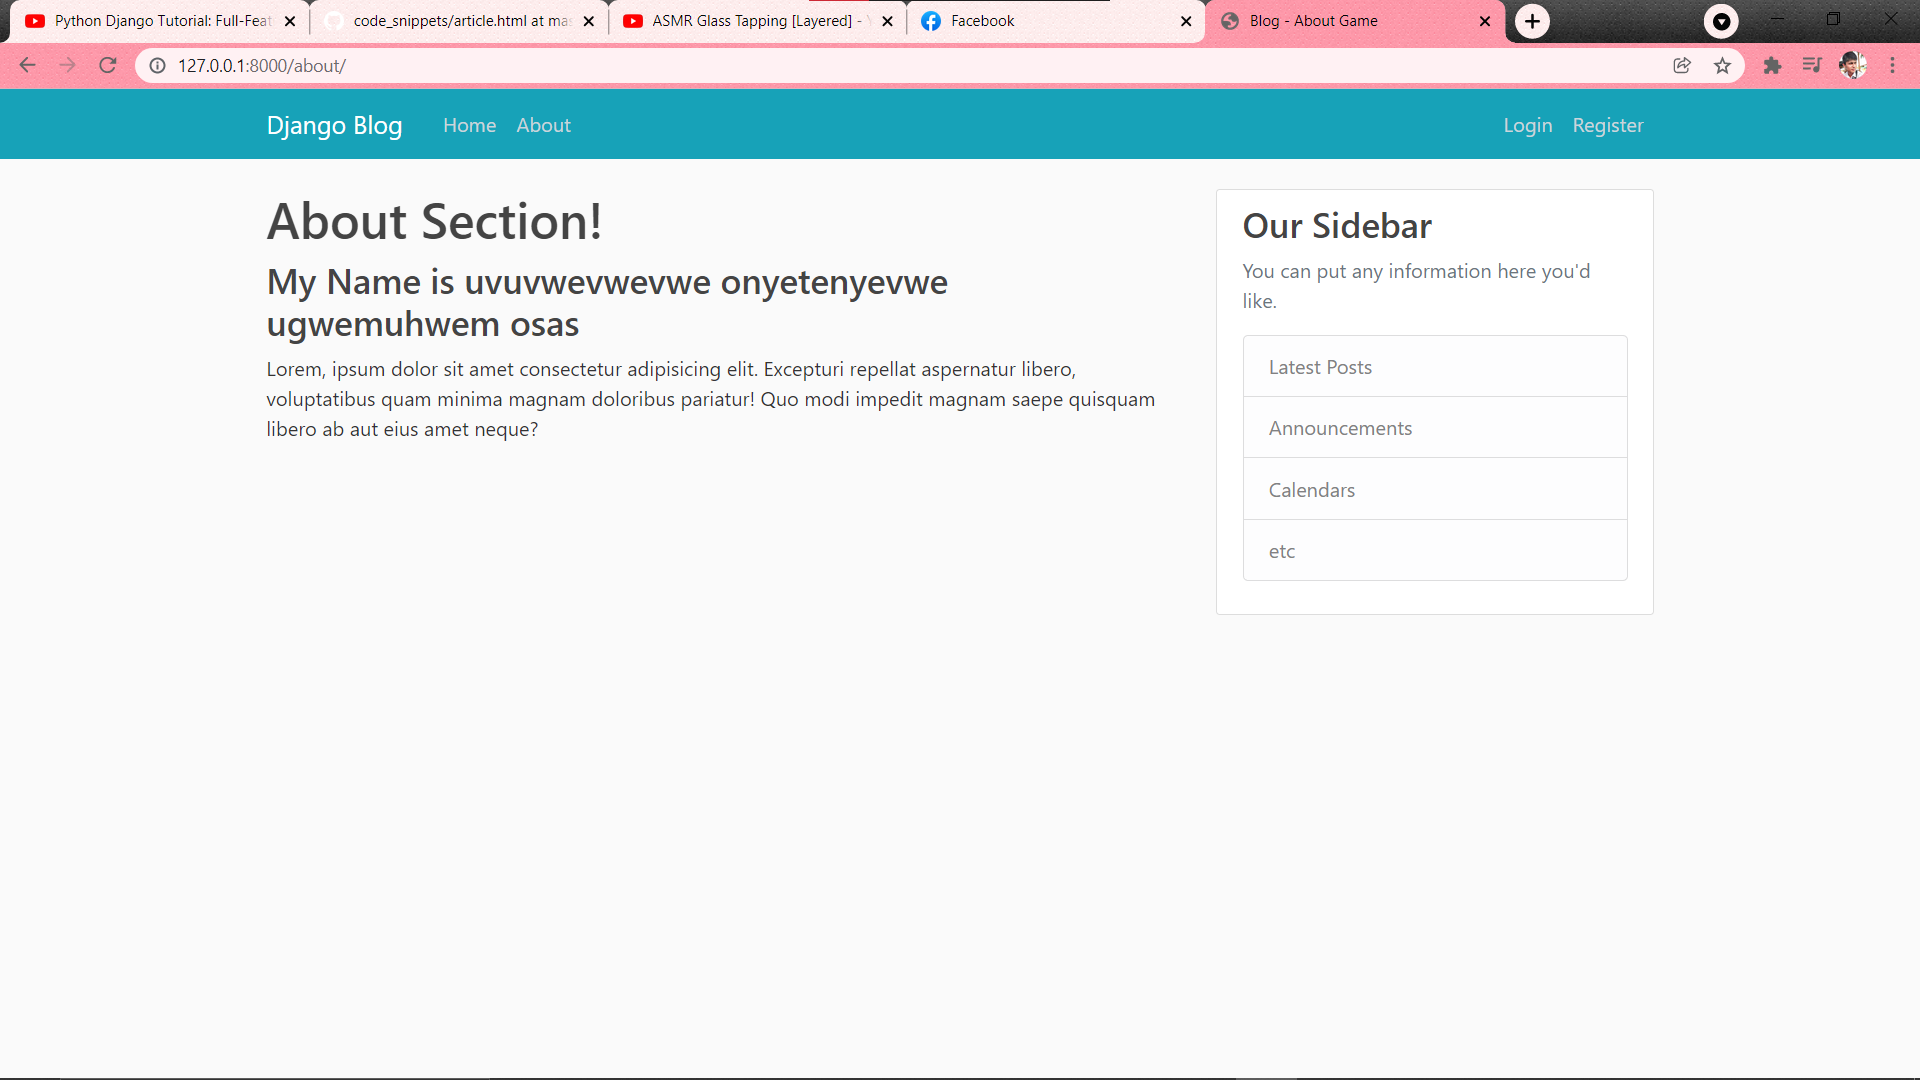 Python Django Tutorial: Full-Feat
code_snippets/article.html at mas
ASMR Glass Tapping [Layered] - Y
Facebook
Blog - About Game
127.0.0.1:8000/about/
Django Blog
Home
About
Login
Register
About Section!
My Name is uvuvwevwevwe onyetenyevwe
ugwemuhwem osas
Lorem, ipsum dolor sit amet consectetur adipisicing elit. Excepturi repellat aspernatur libero,
voluptatibus quam minima magnam doloribus pariatur! Quo modi impedit magnam saepe quisquam
libero ab aut eius amet neque?
Our Sidebar
You can put any information here you'd
like.
Latest Posts
Announcements
Calendars
etc